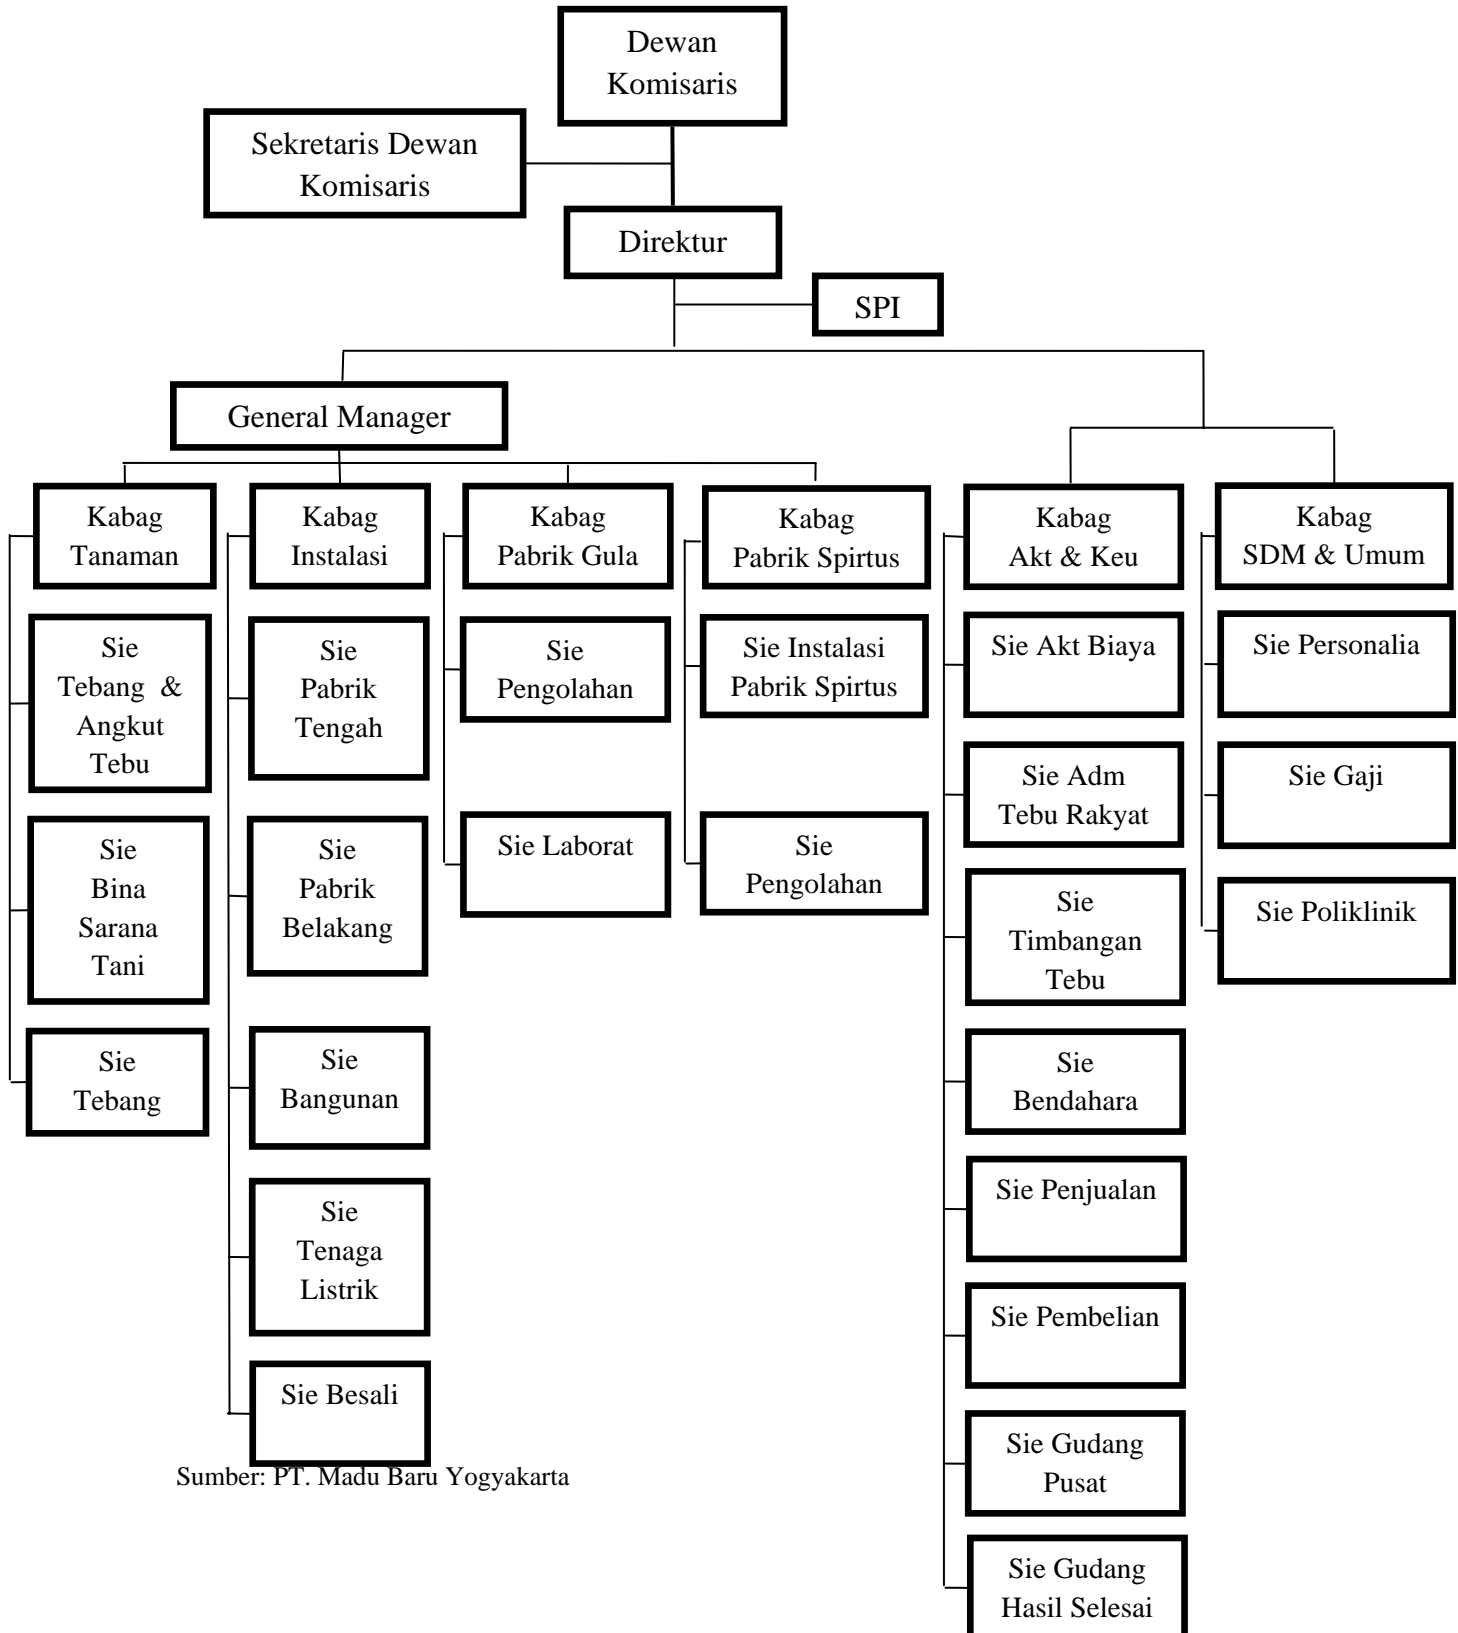 Dewan
Komisaris
Sekretaris Dewan
Komisaris
Direktur
SPI
General Manager
Kabag
Tanaman
Kabag
Instalasi
Kabag
Pabrik Gula
Kabag
Pabrik Spirtus
Kabag
Akt & Keu
Kabag
SDM & Umum
Sie
Tebang & 
Angkut
Tebu
Sie
Bina
Sarana
Tani
Sie
Tebang
Sie
Pabrik
Tengah
Sie
Pabrik
Belakang
Sie
Bangunan
Sie
Tenaga
Listrik
Sie Besali
Sie
Pengolahan
Sie Laborat
Sie Instalasi
Pabrik Spirtus
Sie
Pengolahan
Sie Akt Biaya
Sie Adm
Tebu Rakyat
Sie
Timbangan
Tebu
Sie
Bendahara
Sie Penjualan
Sie Pembelian
Sie Gudang
Pusat
Sie Gudang
Hasil Selesai
Sie Personalia
Sie Gaji
Sie Poliklinik
Sumber: PT. Madu Baru Yogyakarta